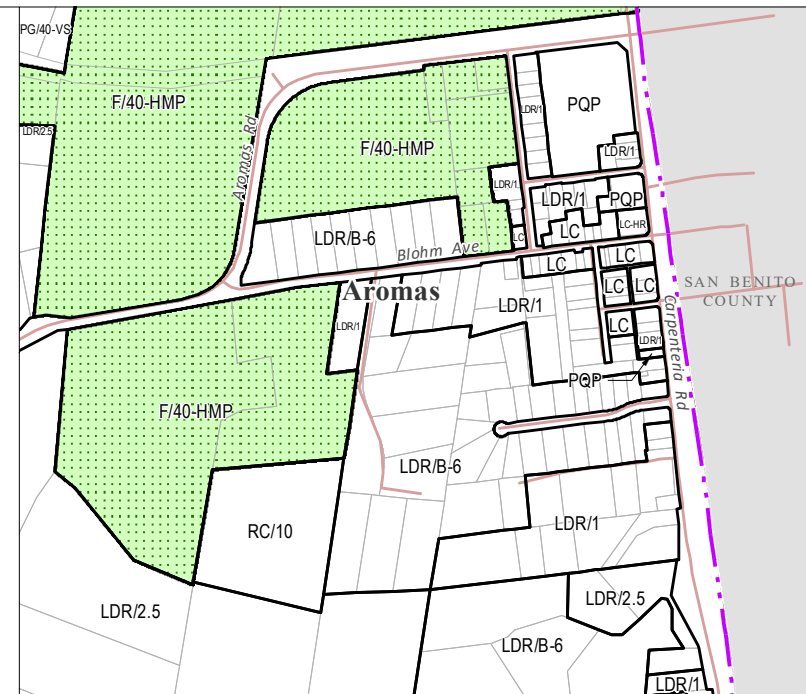 PG/40-VS
F/40-HMP
PQP
LDR/1
LDR/2.5
Aromas Rd
F/40-HMP
LDR/1
LDR/1
LDR/1
PQP
LC-HR
LDR/B-6
LC
LC
Blohm Ave
LC
LC
Aromas
LC
LC
SAN BENITO
COUNTY
LDR/1
LDR/1
LC
LDR/1
Carpenteria Rd
PQP
F/40-HMP
LDR/B-6
RC/10
LDR/1
LDR/2.5
LDR/2.5
LDR/B-6
LDR/1